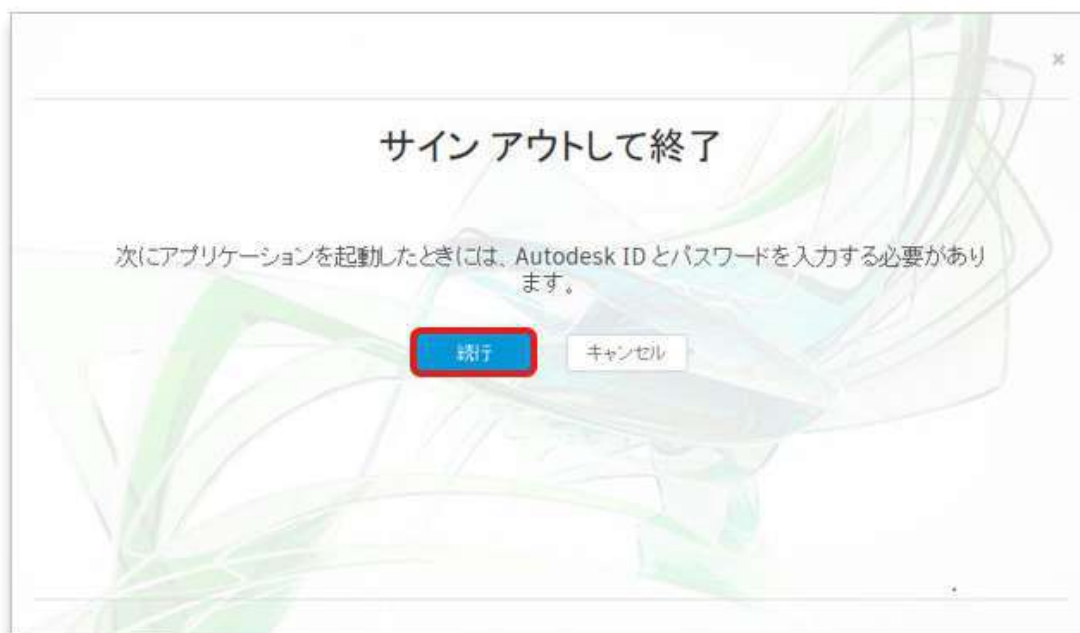 サイン アウトして終了
次にアプリケーションを起動したときには、Autodesk ID とパスワードを入力する必要があり
ます。
続行 キャンセル